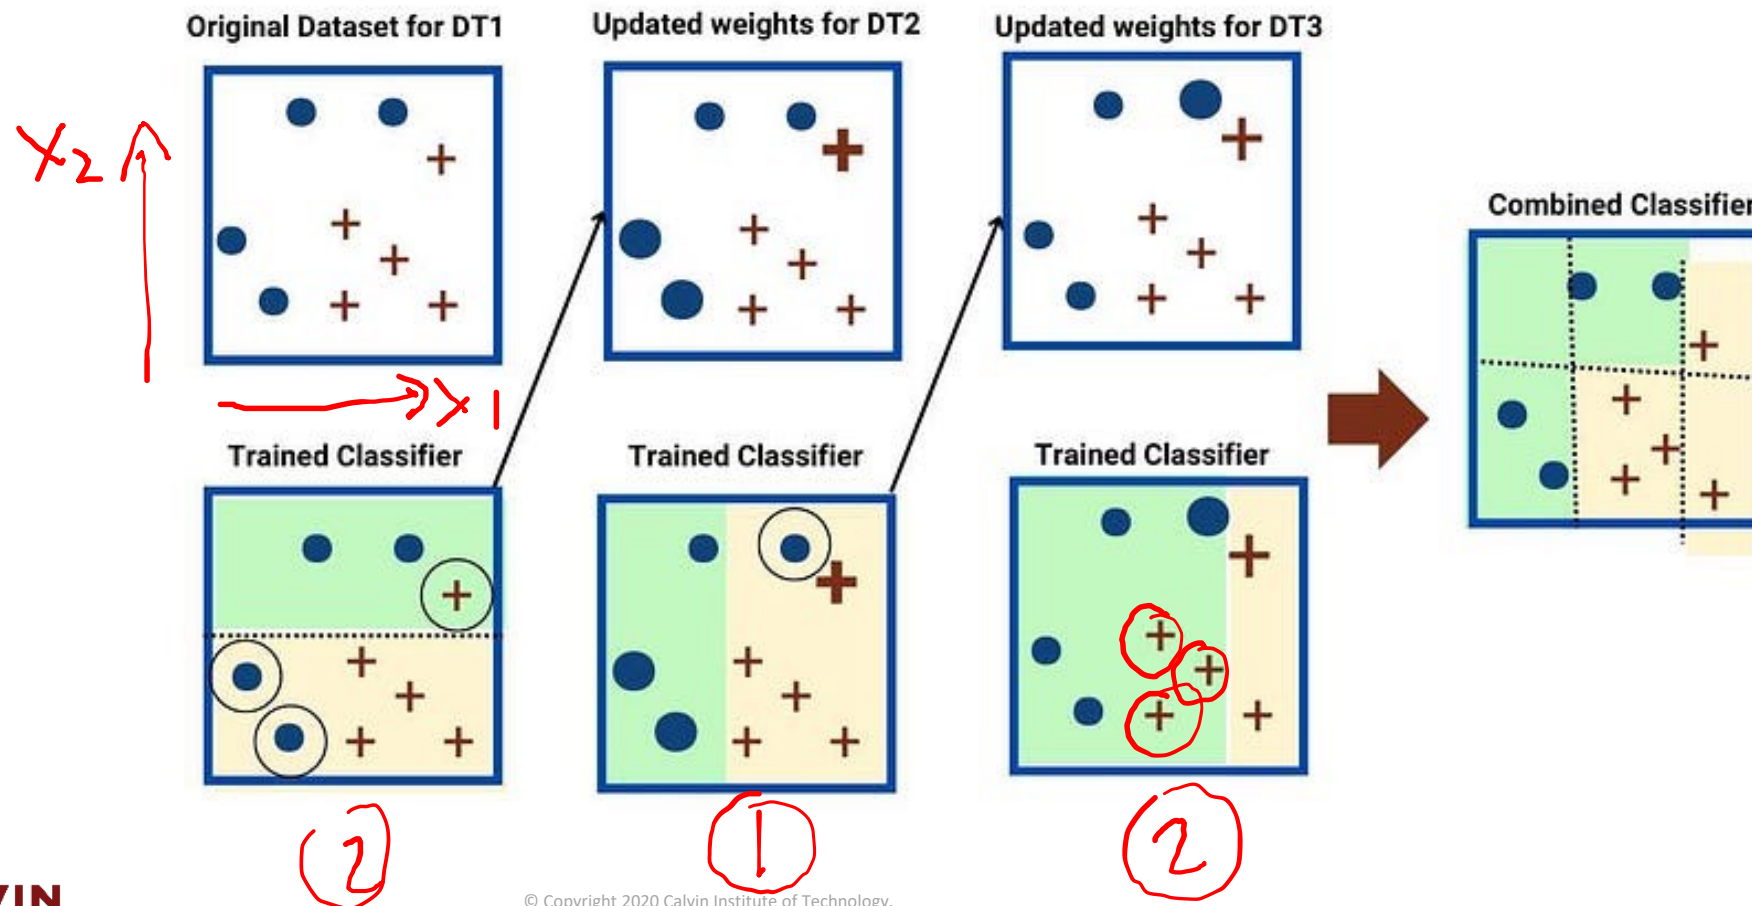 Original Dataset for DT1
Updated weights for DT2
Updated weights for DT3
X2
X1
Combined Classifier
Trained Classifier
Trained Classifier
Trained Classifier
2
1
2
VIN
© Copyright 2020 Calvin Institute of Technology.